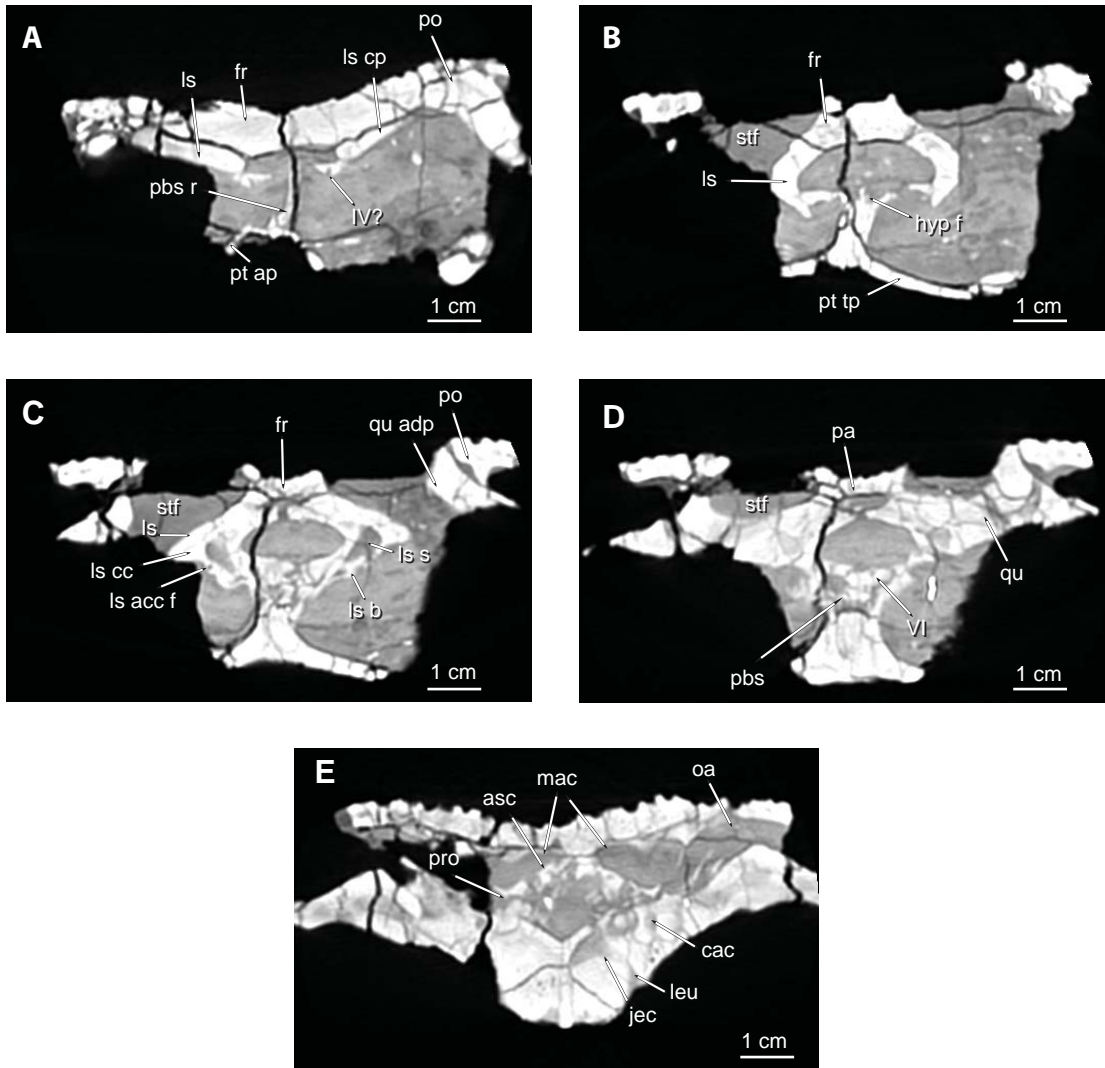 A
po
ls cp
fr
ls
pbs r
IV?
pt ap
1 cm
B
fr
stf
ls
hyp f
pt tp
1 cm
C
po
qu adp
fr
stf
ls
ls s
ls cc
ls acc f
ls b
1 cm
D
pa
stf
qu
VI
pbs
1 cm
E
oa
mac
asc
pro
cac
leu
jec
1 cm